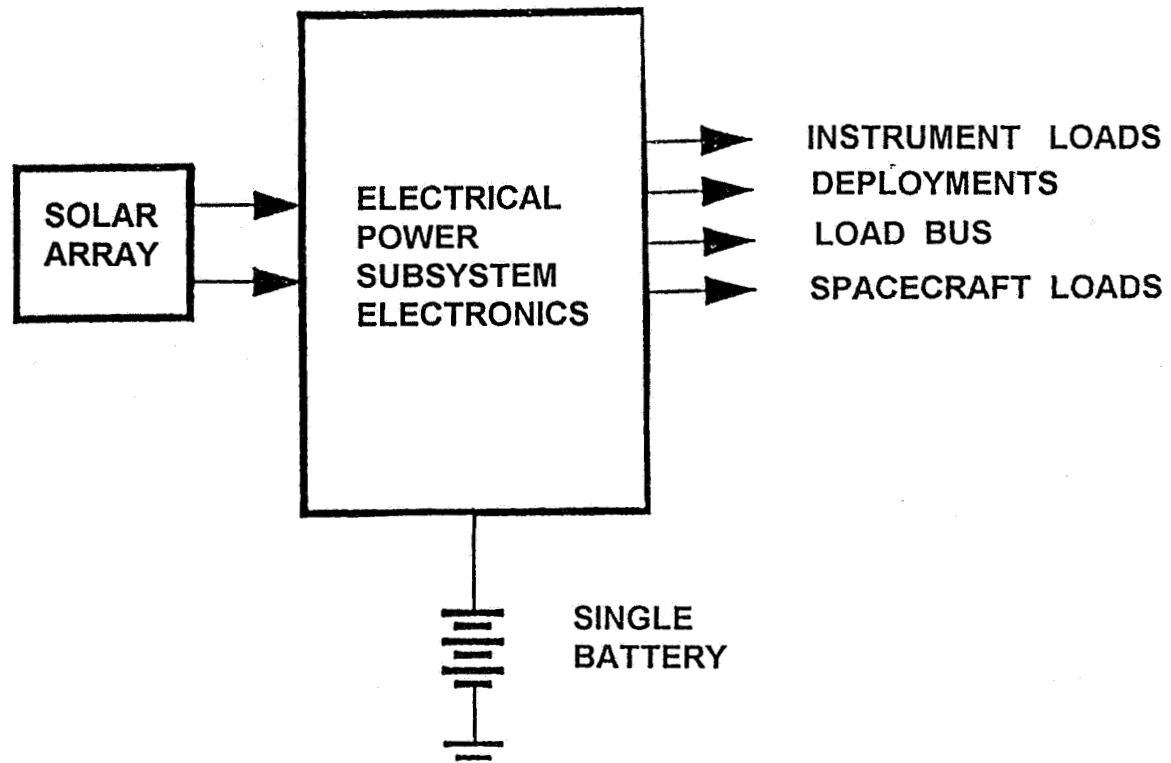 SOLAR
ARRAY
ELECTRICAL
POWER
SUBSYSTEM
ELECTRONICS
INSTRUMENT LOADS
DEPLOYMENTS
LOAD BUS
SPACECRAFT LOADS
SINGLE
BATTERY